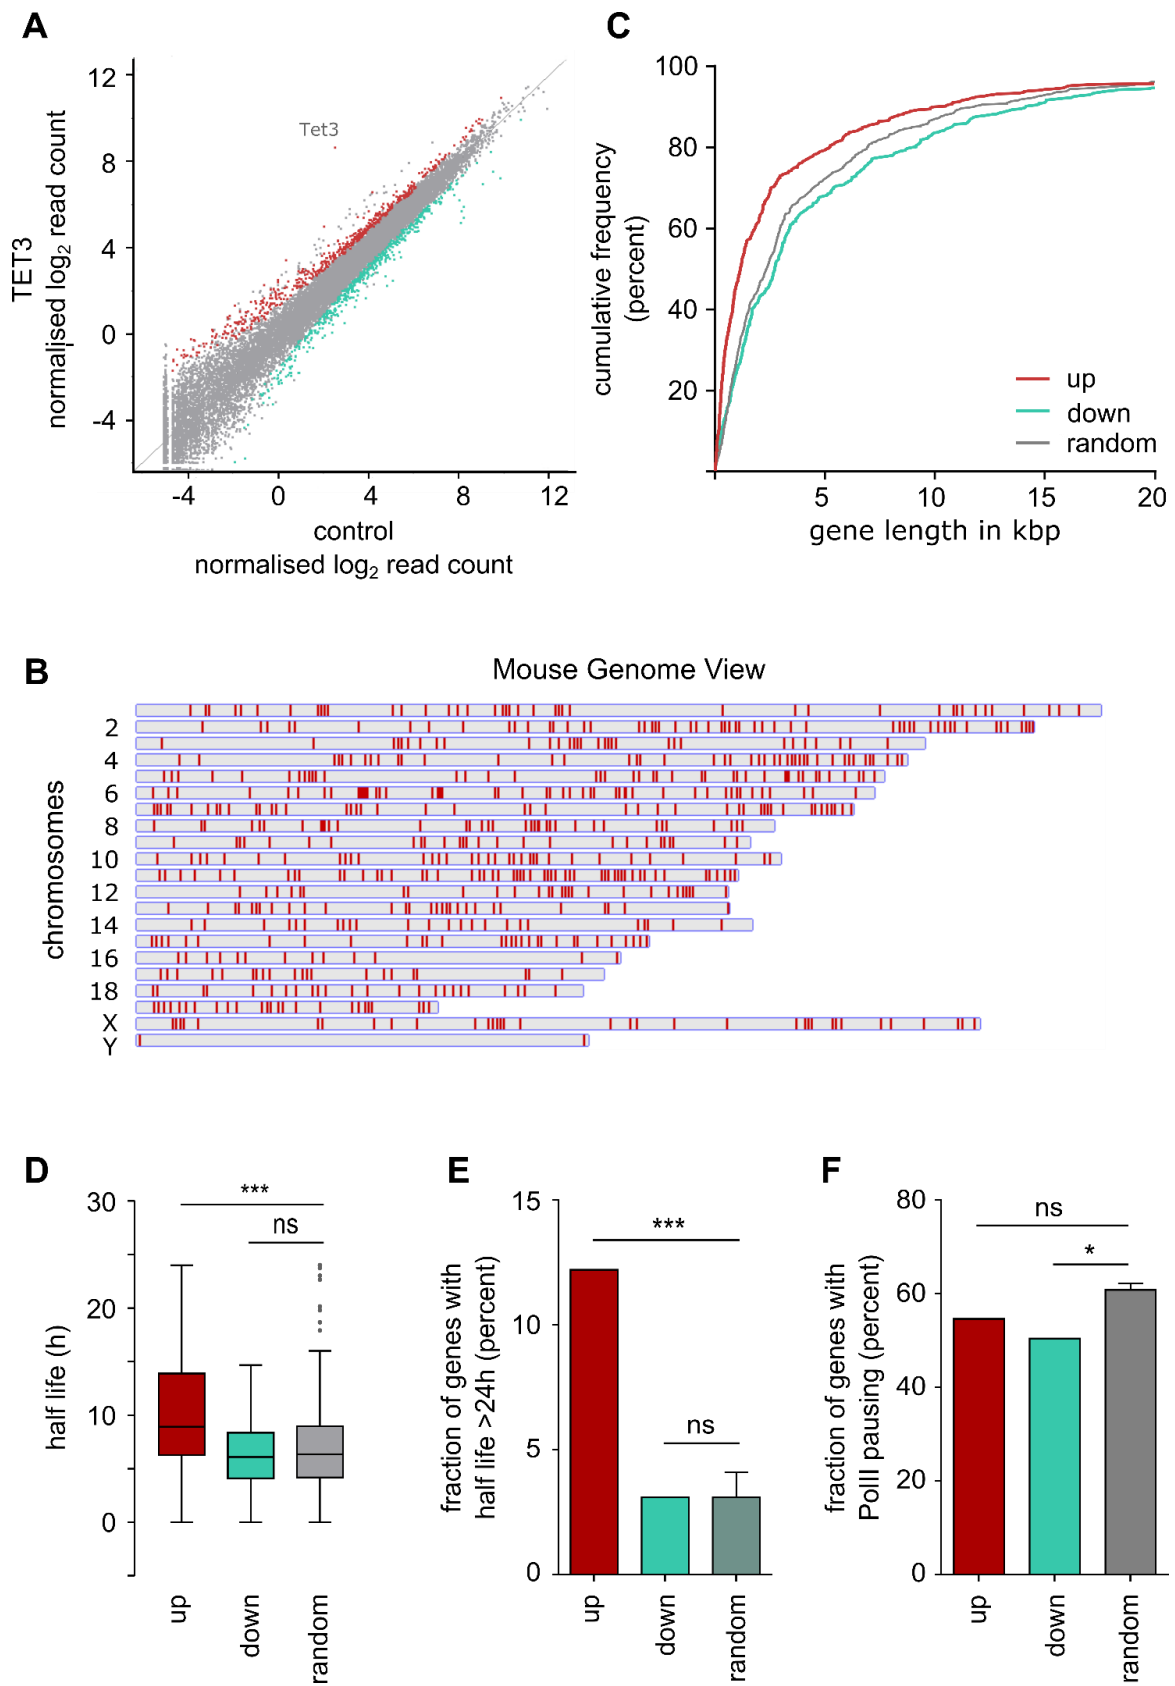 A
TET3
normalised log2 read count
12
8
4
0
-4
Tet3
-4 0 4 8 12
control
normalised log2 read count
C
cumulative frequency
(percent)
100
80
60
40
20
up
down
random
5 10 15 20
gene length in kbp
B
Mouse Genome View
chromosomes
2
4
6
8
10
12
14
16
18
X
Y
D
half life (h)
30
20
10
0
***
ns
up down random
E
fraction of genes with
half life >24h (percent)
15
10
5
0
***
ns
up down random
F
fraction of genes with
PolII pausing (percent)
80
60
40
20
0
ns
*
up down random